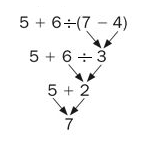 5 + 6÷(7 − 4)
5 + 6 ÷ 3
5 + 2
7